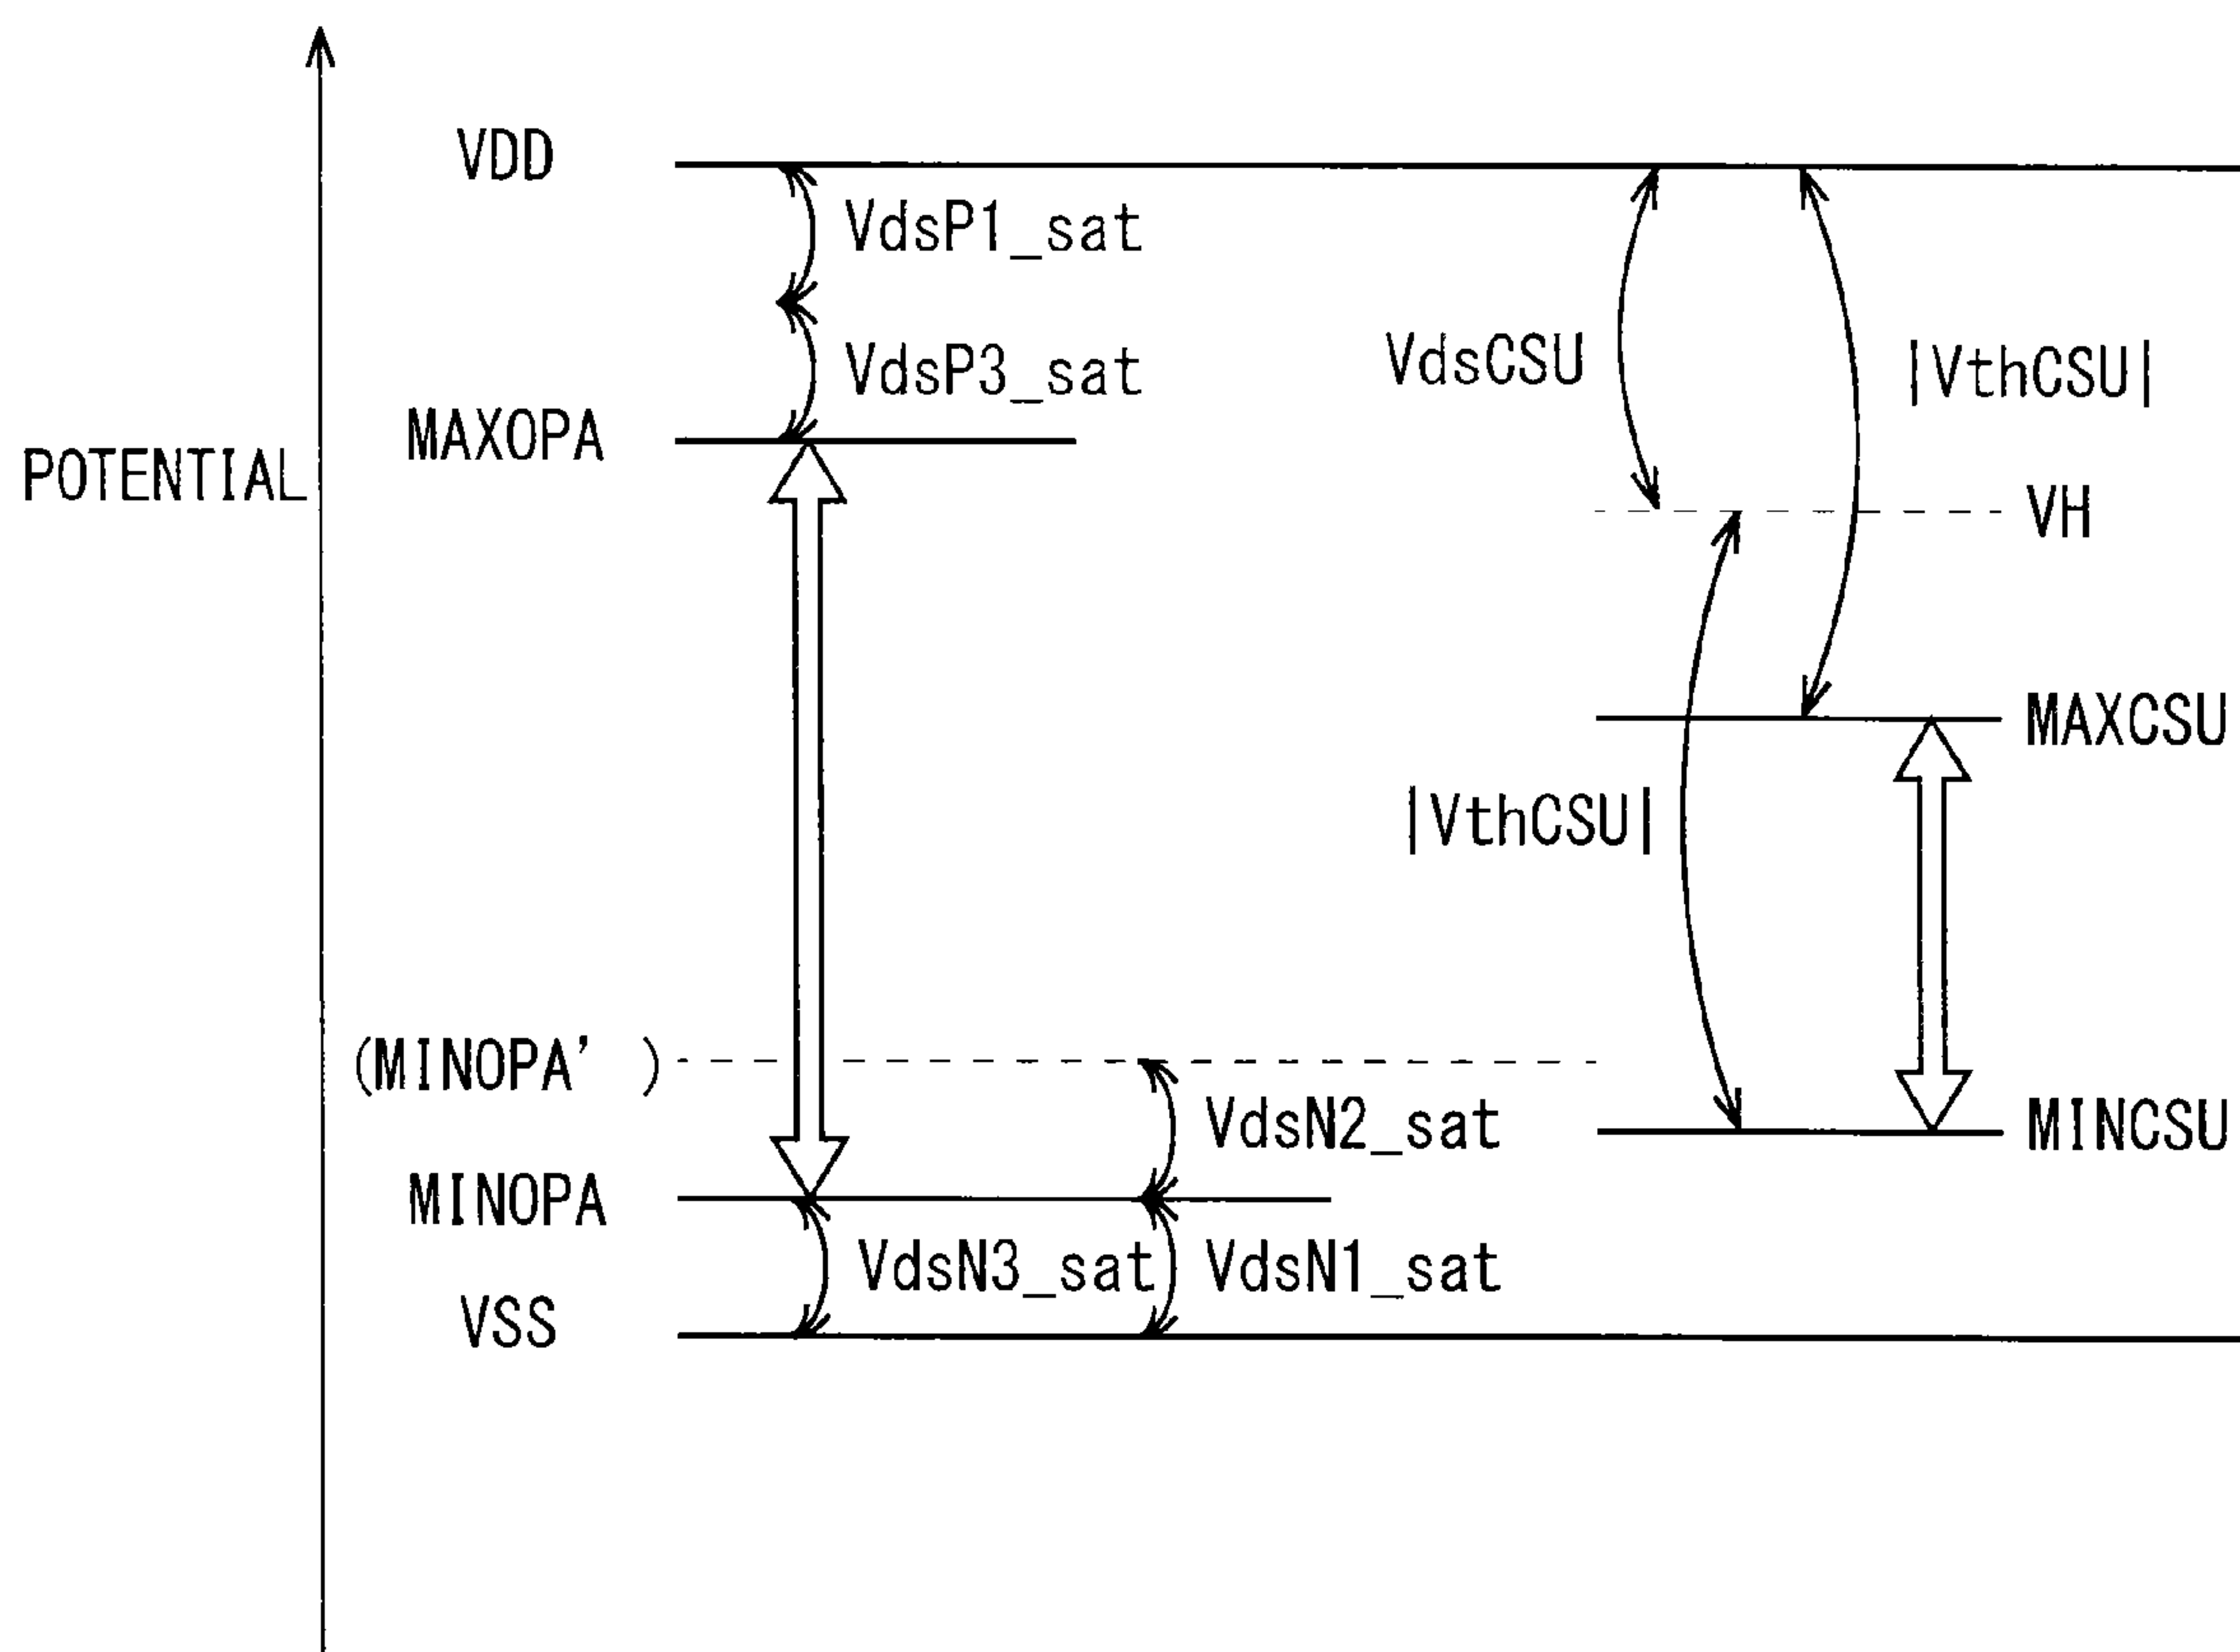 VDD
VdsP1_sat
VdsP3_sat
VdsCSU
|VthCSU|
MAXOPA
POTENTIAL
VH
MAXCSU
|VthCSU|
(MINOPA' )
VdsN2_sat
MINCSU
MINOPA
VdsN3_sat
VdsN1_sat
VSS